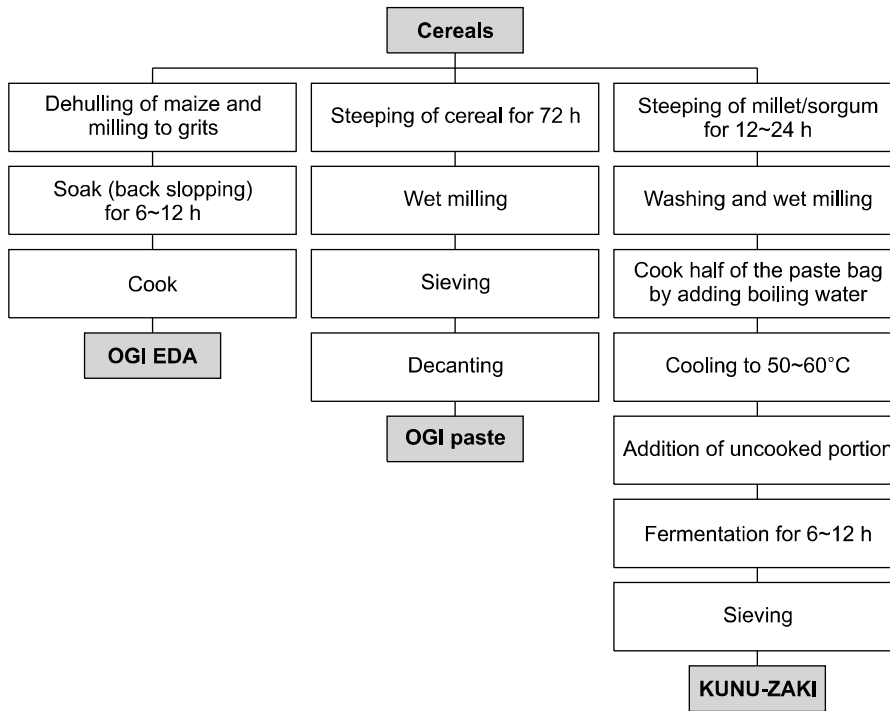 Cereals
Dehulling of maize and
milling to grits
Soak (back slopping)
for 6~12 h
Cook
OGI EDA
Steeping of cereal for 72 h
Wet milling
Sieving
Decanting
OGI paste
Steeping of millet/sorgum
for 12~24 h
Washing and wet milling
Cook half of the paste bag
by adding boiling water
Cooling to 50~60°C
Addition of uncooked portion
Fermentation for 6~12 h
Sieving
KUNU-ZAKI